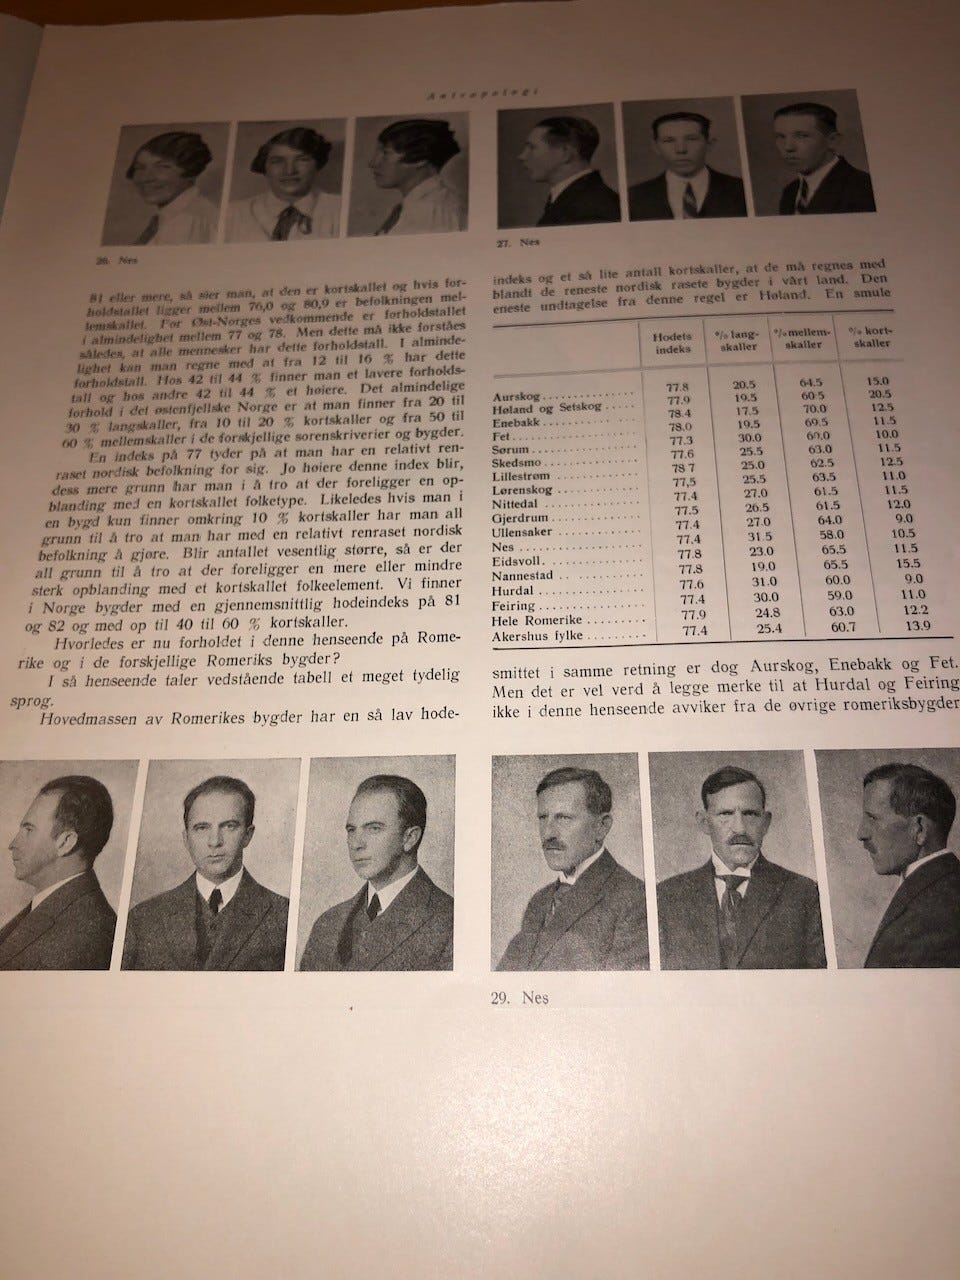 Antropologi
26. Nes
27. Nes
81 eller mere, så sier man, at den er kortskallet og hvis for-
holdstallet ligger mellem 76,0 og 80,9 er befolkningen mel-
lemskallet. For Øst-Norges vedkommende er forholdstallet
i almindelighet mellem 77 og 78. Men dette må ikke forståes
således, at alle mennesker har dette forholdstall. I alminde-
lighet kan man regne med at fra 12 til 16 % har dette
forholdstall. Hos 42 til 44 % finner man et lavere forholds-
tall og hos andre 42 til 44 % et høiere. Det almindelige
forhold i det østenfjellske Norge er at man finner fra 20 til
30 % langskaller, fra 10 til 20 % kortskaller og fra 50 til
60 % mellemskaller i de forskjellige sorenskriverier og bygder.
En indeks på 77 tyder på at man har en relativt ren-
raset nordisk befolkning for sig. Jo høiere denne index blir,
dess mere grunn har man i å tro at der foreligger en op-
blanding med en kortskallet folketype. Likeledes hvis man i
en bygd kun finner omkring 10 % kortskaller har man all
grunn til å tro at man har med en relativt renraset nordisk
befolkning å gjøre. Blir antallet vesentlig større, så er der
all grunn til å tro at der foreligger en mere eller mindre
sterk opblanding med et kortskallet folkeelement. Vi finner
i Norge bygder med en gjennemsnittlig hodeindeks på 81
og 82 og med op til 40 til 60 % kortskaller.
Hvorledes er nu forholdet i denne henseende på Rome-
rike og i de forskjellige Romeriks bygder?
I så henseende taler vedstående tabell et meget tydelig
sprog.
Hovedmassen av Romerikes bygder har en så lav hode-
indeks og et så lite antall kortskaller, at de må regnes med
blandt de reneste nordisk rasete bygder i vårt land. Den
eneste undtagelse fra denne regel er Høland. En smule
Hodets indeks % lang-skaller % mellem-skaller % kort-skaller
Aurskog 77.8 20.5 64.5 15.0
Høland og Setskog 77.9 19.5 60 5 20.5
Enebakk 78.4 17.5 70.0 12.5
Fet 78.0 19.5 69.5 11.5
Sørum 77.3 30.0 60,0 10.0
Skedsmo 77.6 25.5 63.0 11.5
Lillestrøm 78 7 25.0 62.5 12.5
Lørenskog 77,5 25.5 63.5 11.0
Nittedal 77.4 27.0 61.5 11.5
Gjerdrum 77.5 26.5 61.5 12.0
Ullensaker 77.4 27.0 64.0 9.0
Nes 77.4 31.5 58.0 10.5
Eidsvoll. 77.8 23.0 65.5 11.5
Nannestad 77.8 19.0 65.5 15.5
Hurdal 77.6 31.0 60.0 9.0
Feiring 77.4 30.0 59.0 11.0
Hele Romerike 77.9 24.8 63.0 12.2
Akershus fylke 77.4 25.4 60.7 13.9
smittet i samme retning er dog Aurskog, Enebakk og Fet.
Men det er vel verd å legge merke til at Hurdal og Feiring
ikke i denne henseende avviker fra de øvrige romeriksbygder
29. Nes